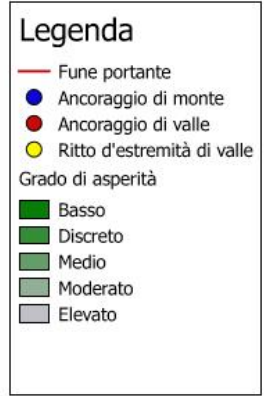 Legenda
Fune portante
Ancoraggio di monte
Ancoraggio di valle
Ritto d'estremità di valle
Grado di asperità
Basso
Discreto
Medio
Moderato
Elevato